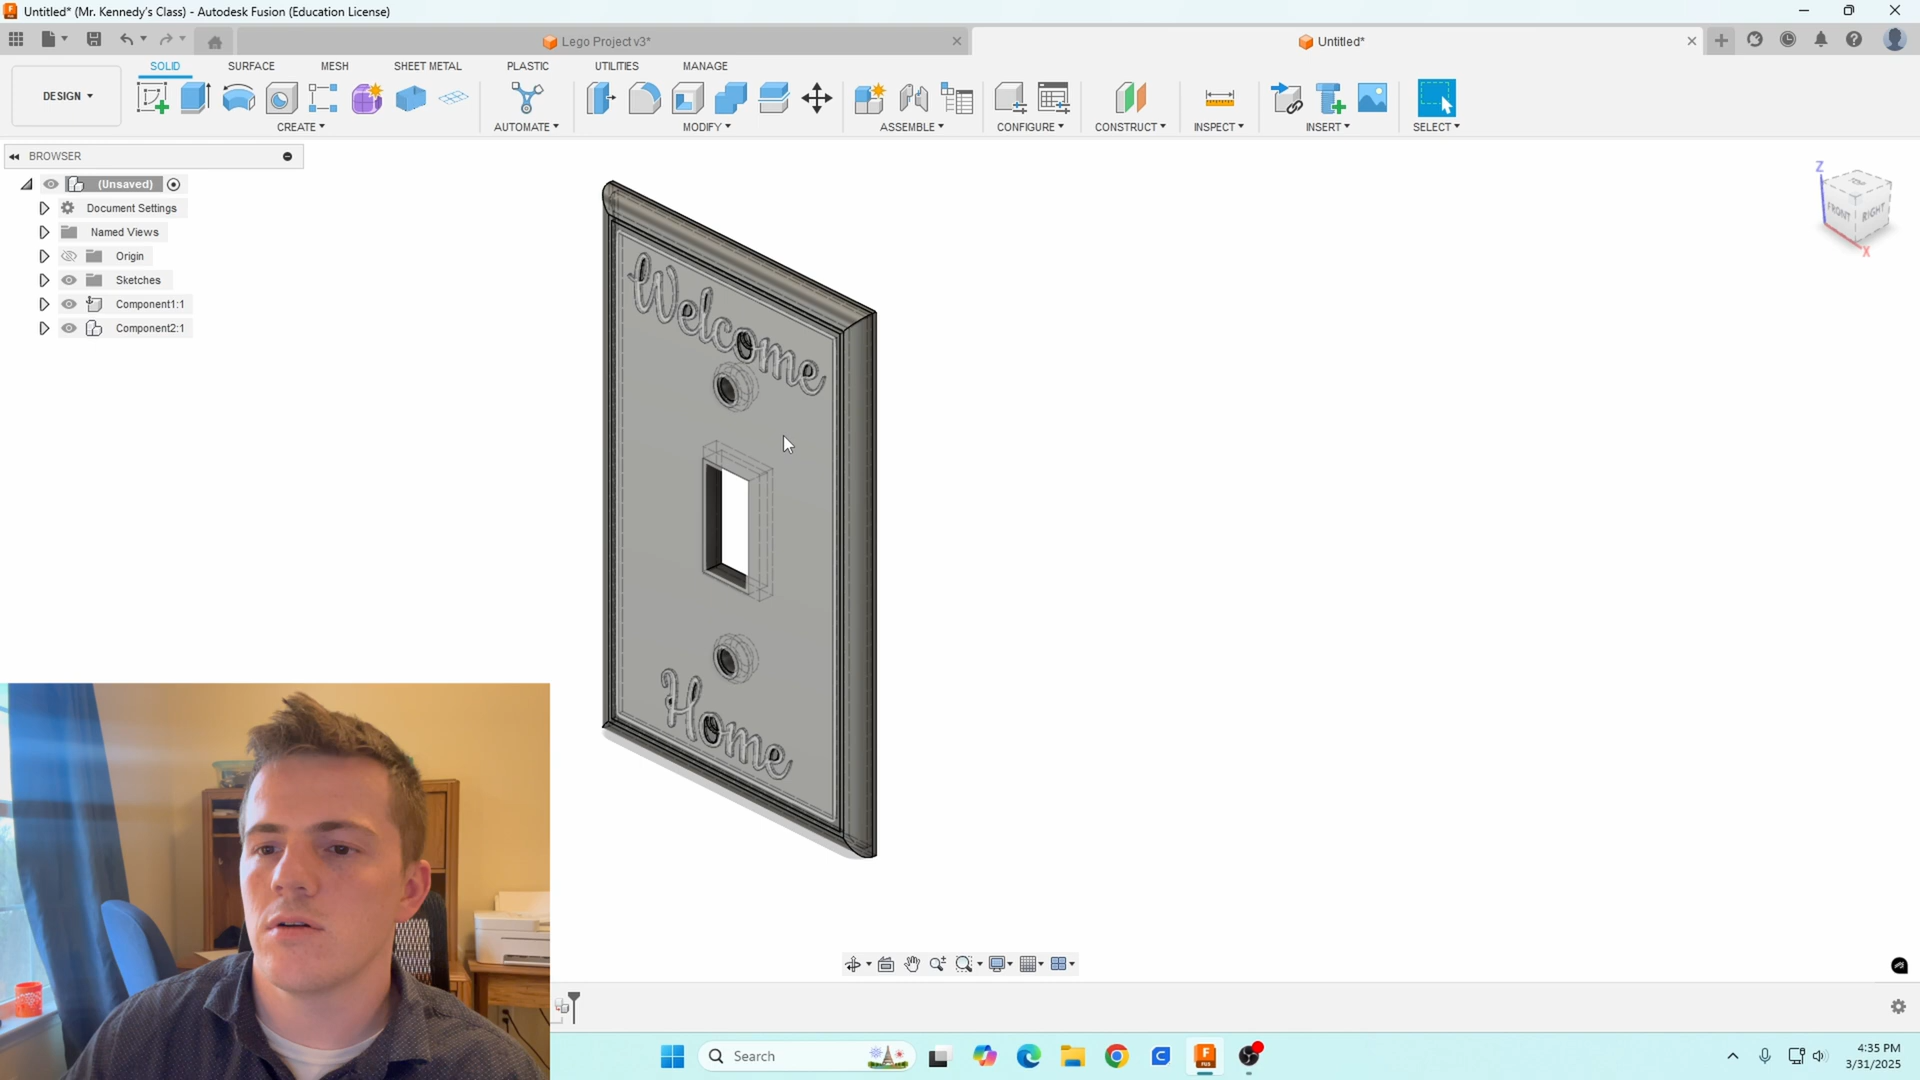 Untitled* (Mr. Kennedy's Class) - Autodesk Fusion (Education License)
Lego Project v3*
Untitled*
SOLID
SURFACE
MESH
SHEET METAL
PLASTIC
UTILITIES
MANAGE
DESIGN
CREATE
AUTOMATE
MODIFY
ASSEMBLE
CONFIGURE
CONSTRUCT
INSPECT
INSERT
SELECT
BROWSER
(Unsaved)
Document Settings
Named Views
Origin
Sketches
Component1:1
Component2:1
Welcome
Home
Z
FRONT
RIGHT
X
Search
4:35 PM
3/31/2025